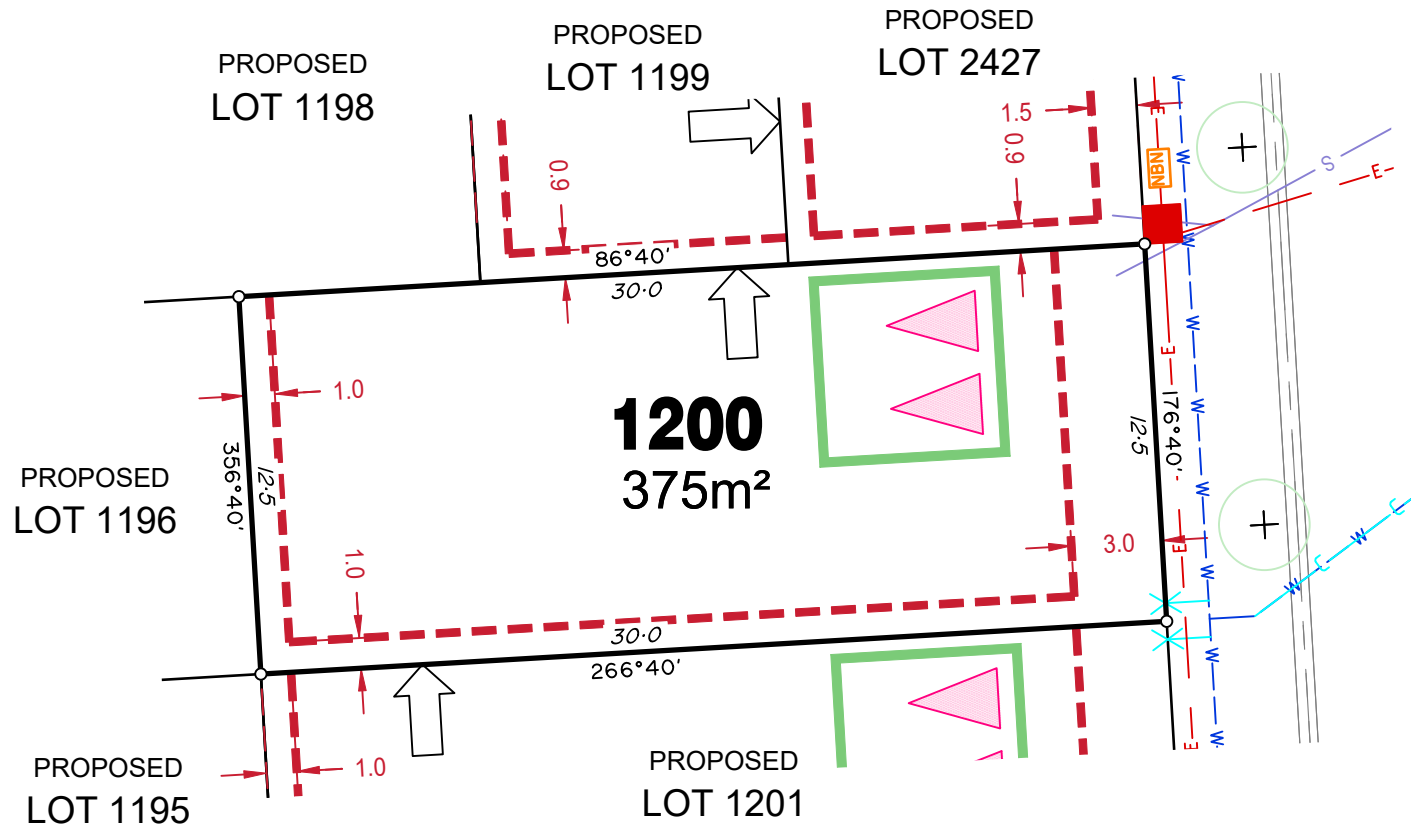 PROPOSED
LOT 1198
PROPOSED
LOT 1199
PROPOSED
LOT 2427
1.5
0.9
0.9
E
W
NBN
W
S
E
W
86°40'
30·0
W
E
1.0
1200
375m²
176°40'
12·5
W
356°40'
12·5
PROPOSED
LOT 1196
W
1.0
3.0
E
W
W
C
W
C
W
30·0
266°40'
W
E
W
1.0
PROPOSED
LOT 1195
PROPOSED
LOT 1201